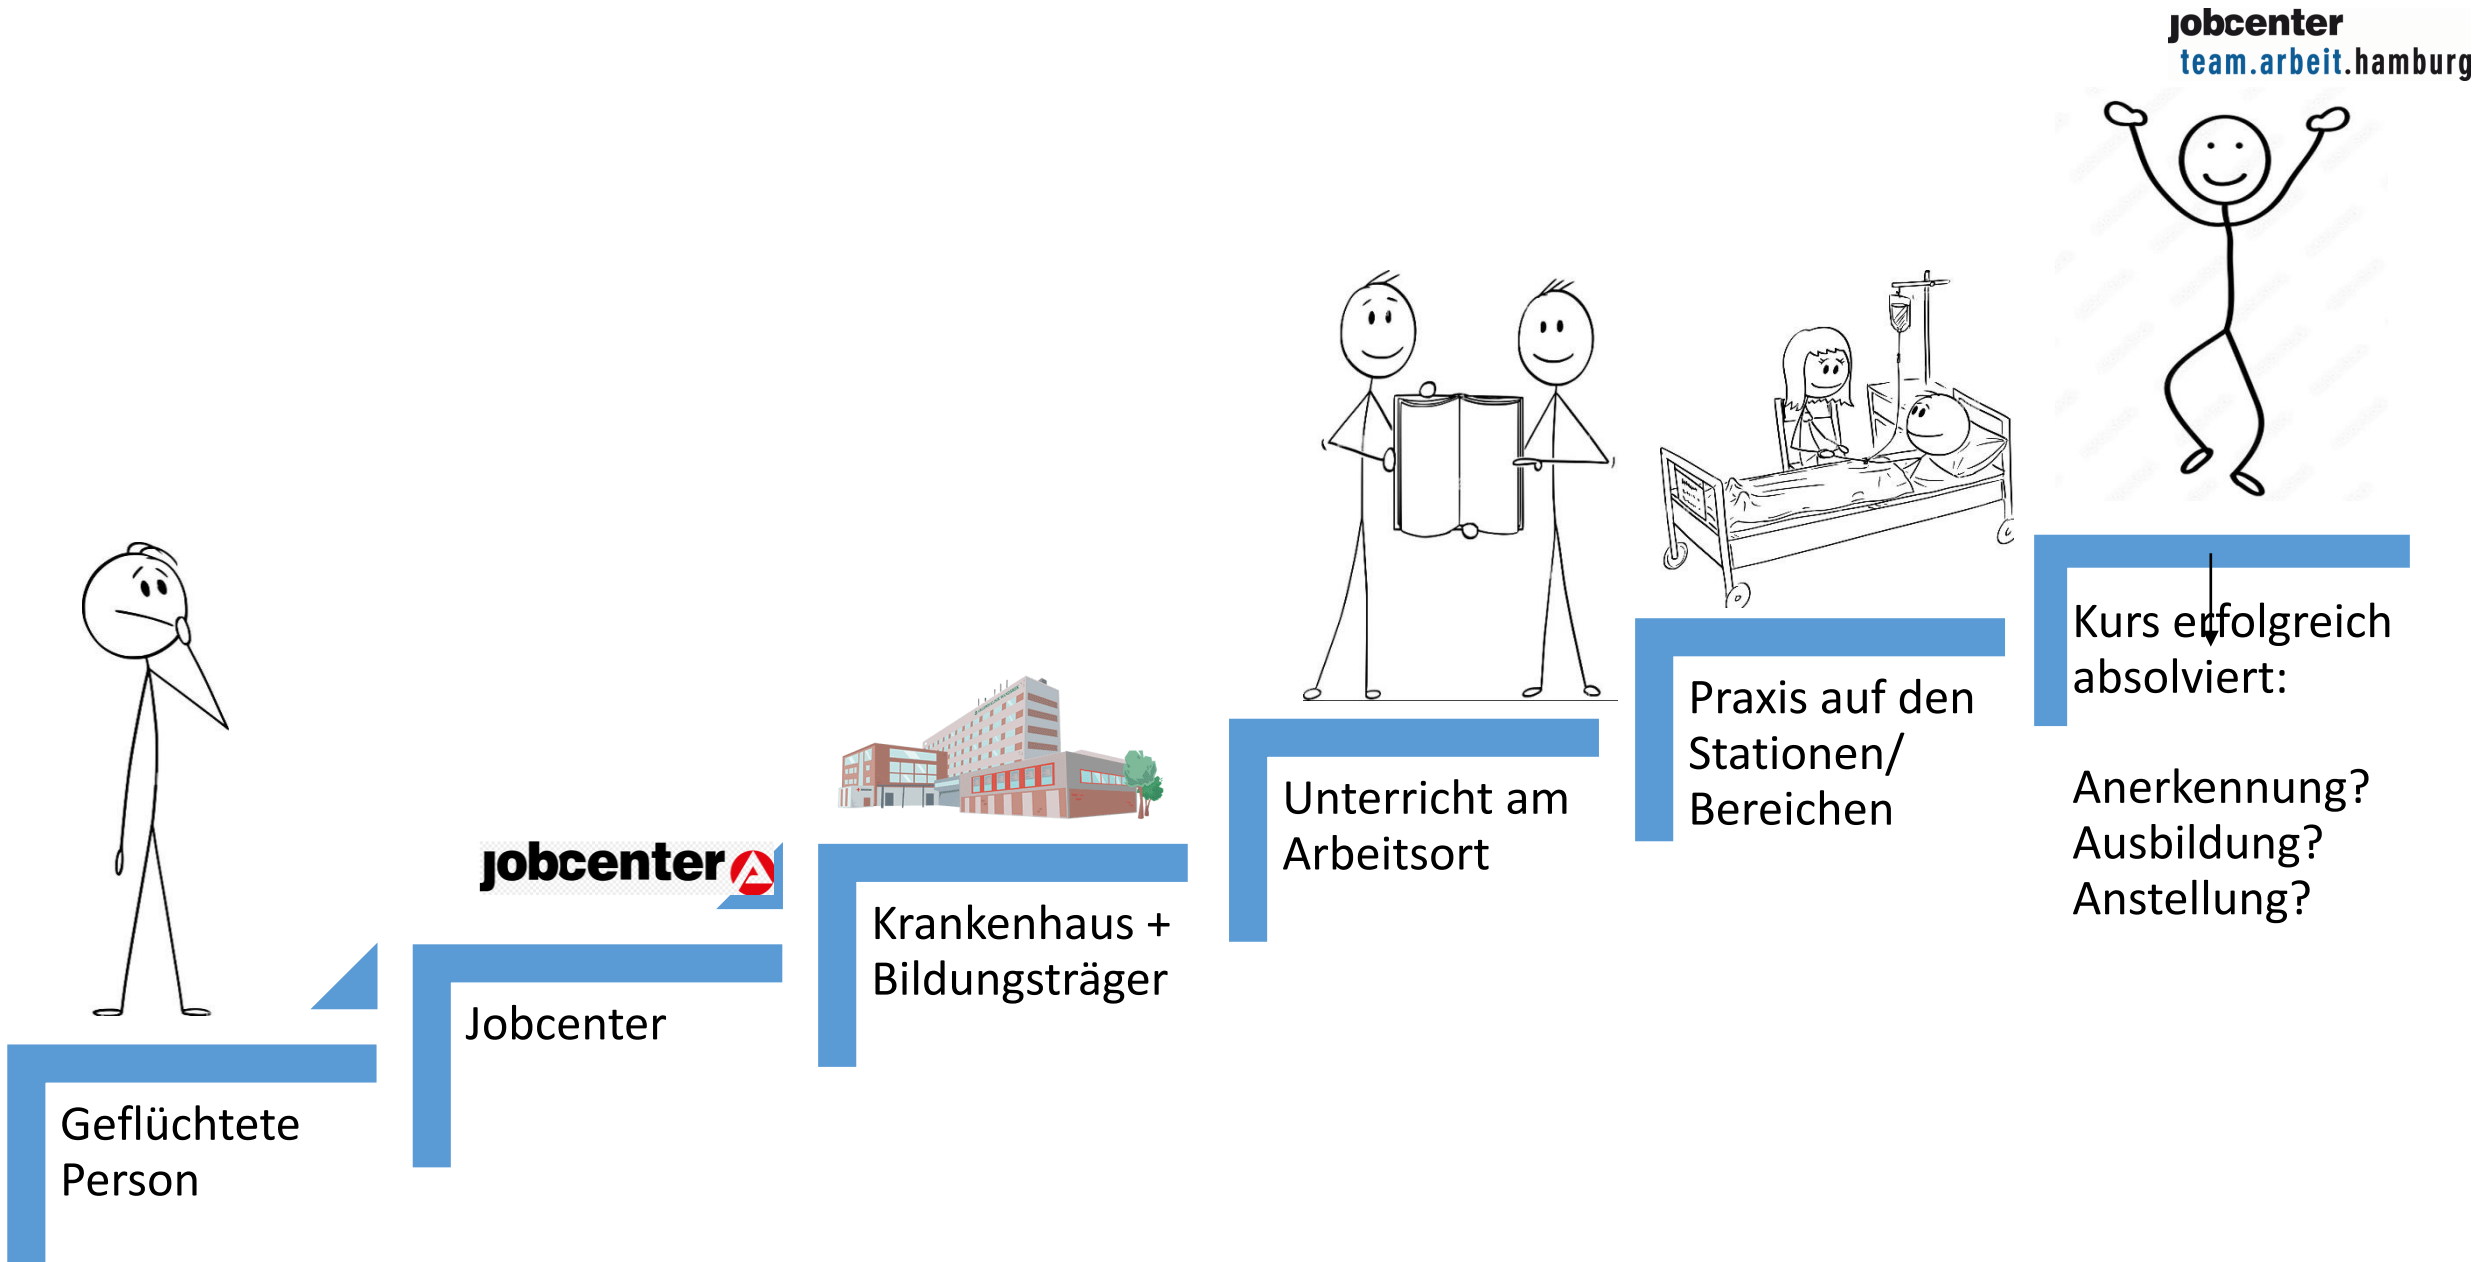 jobcenter
team.arbeit.hamburg
Kurs erfolgreich
absolviert:
Anerkennung?
Ausbildung?
Anstellung?
Praxis auf den
Stationen/
Bereichen
Unterricht am
Arbeitsort
Krankenhaus +
Bildungsträger
jobcenter
Jobcenter
Geflüchtete
Person